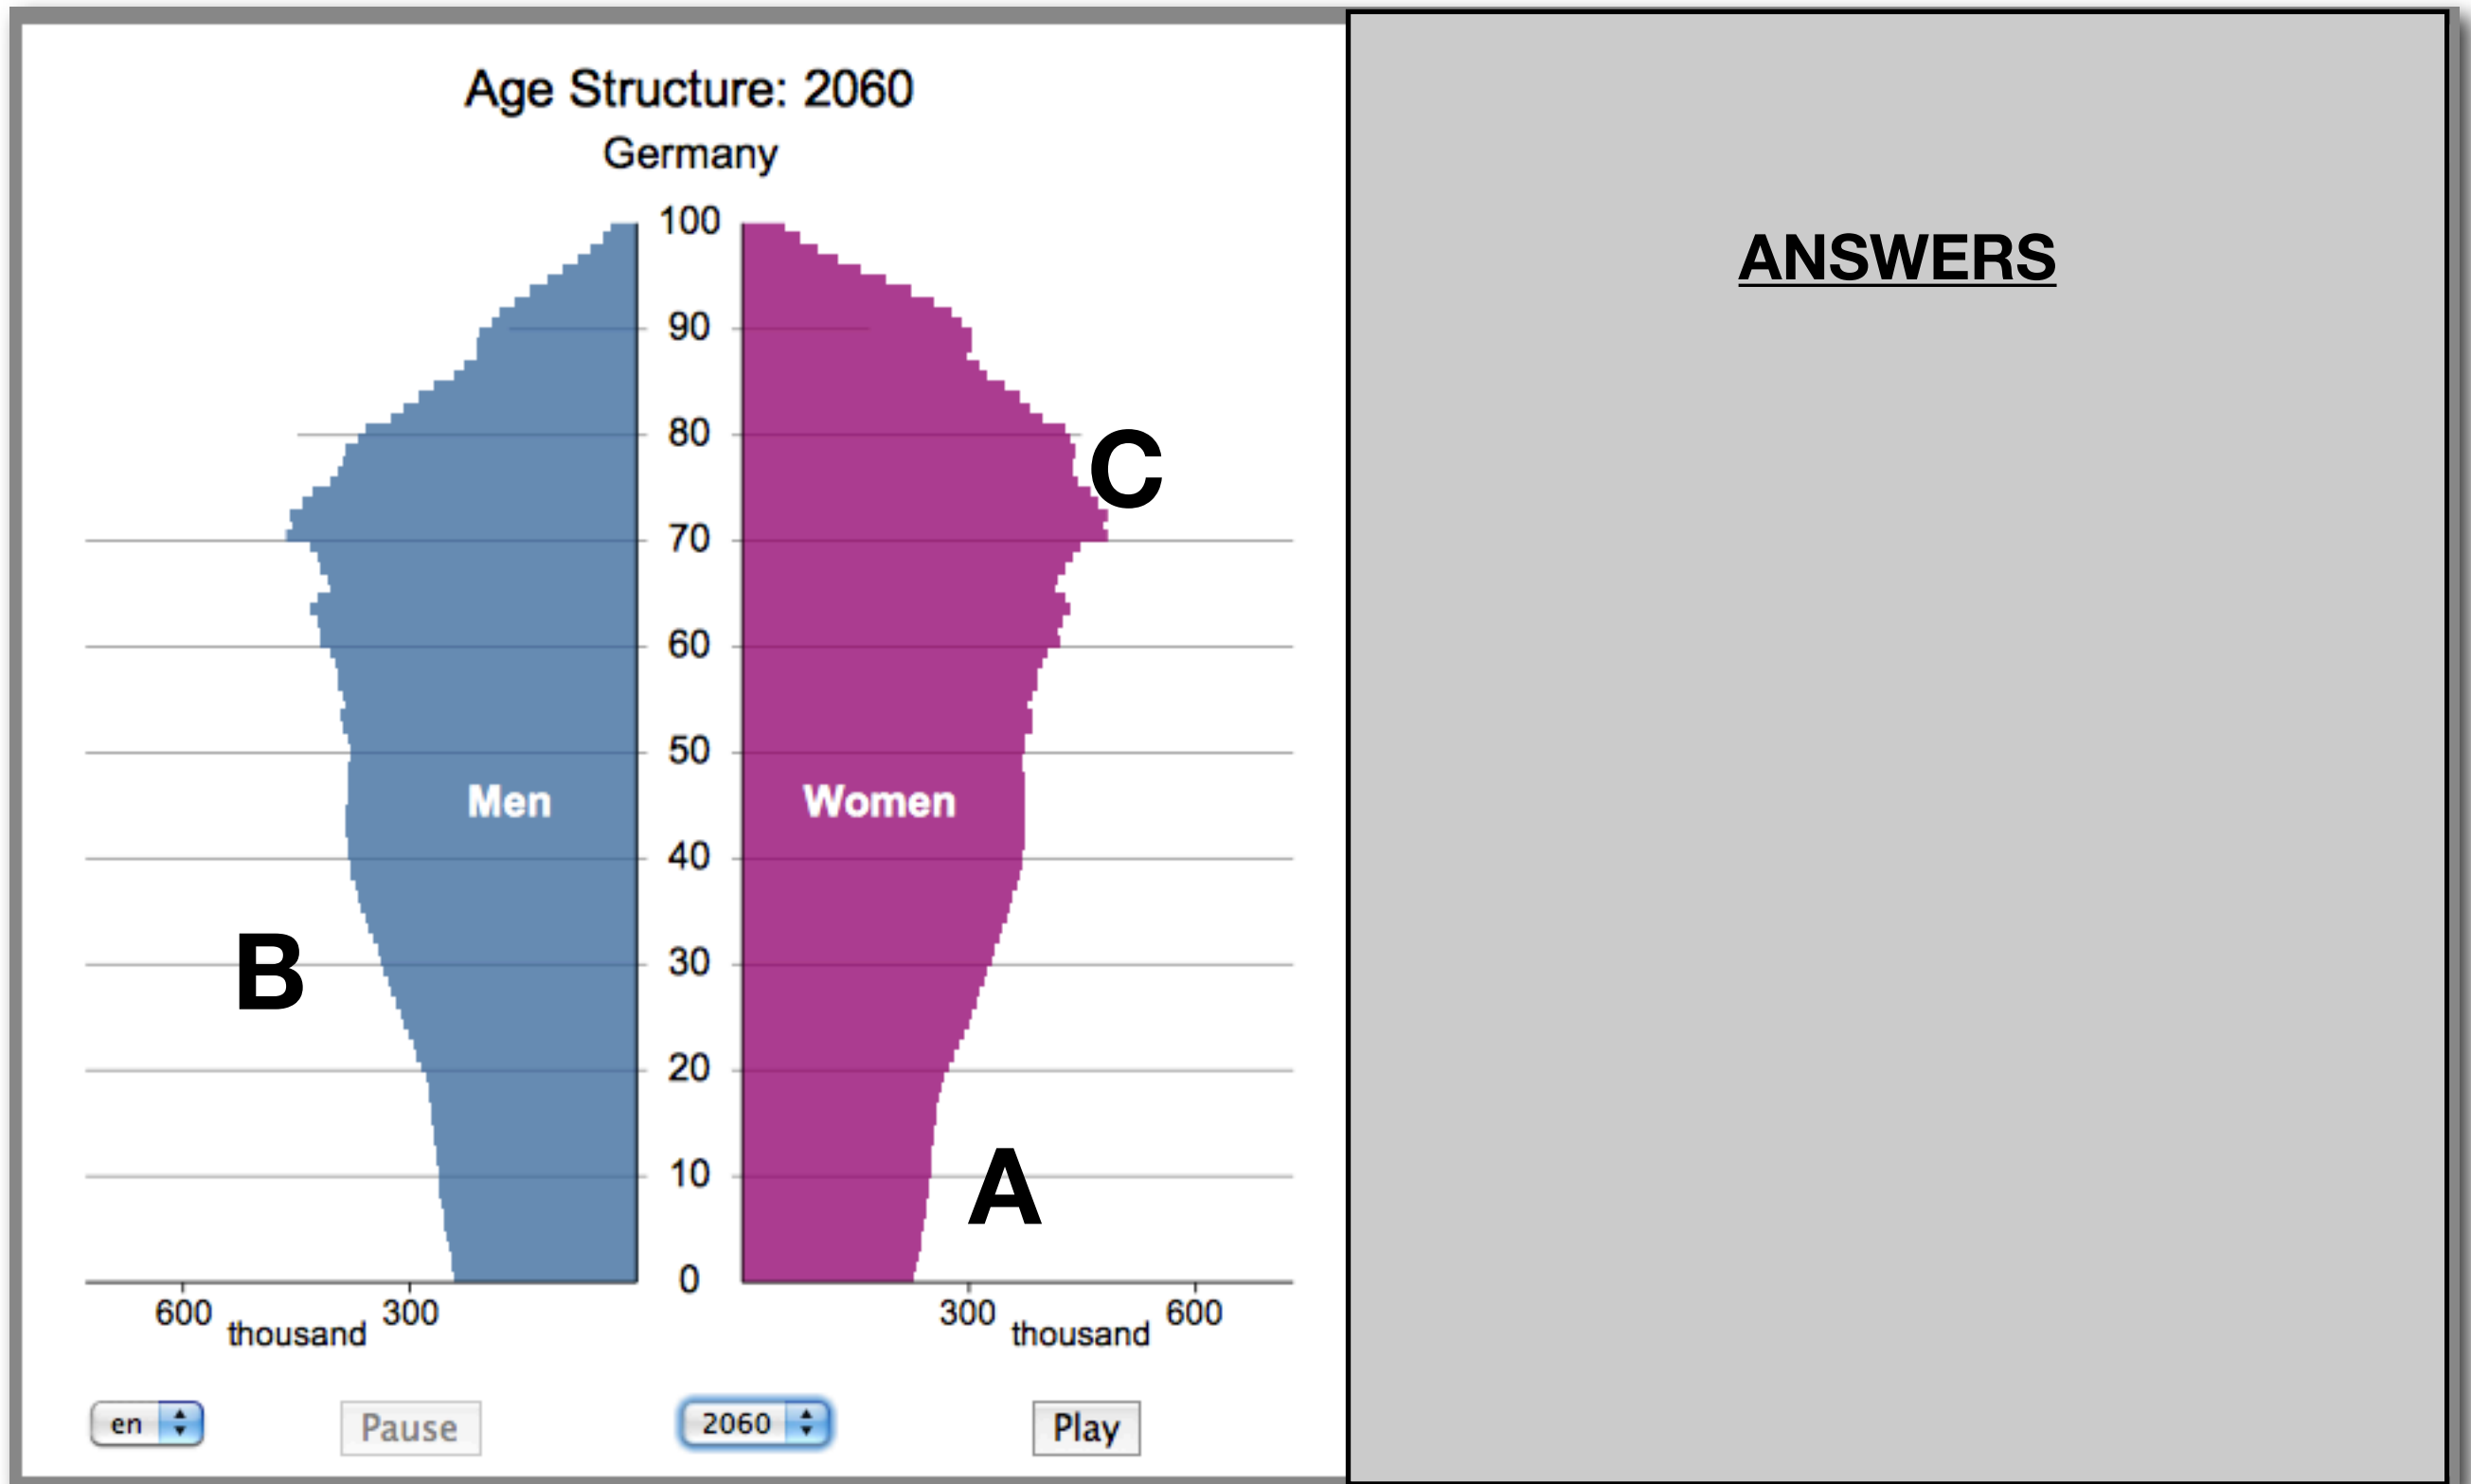 Age Structure: 2060
Germany
100
90
80
70
60
50
40
30
20
10
0
Men
Women
A
B
C
600 300
thousand
300 600
thousand
en
Pause
2060
Play
ANSWERS